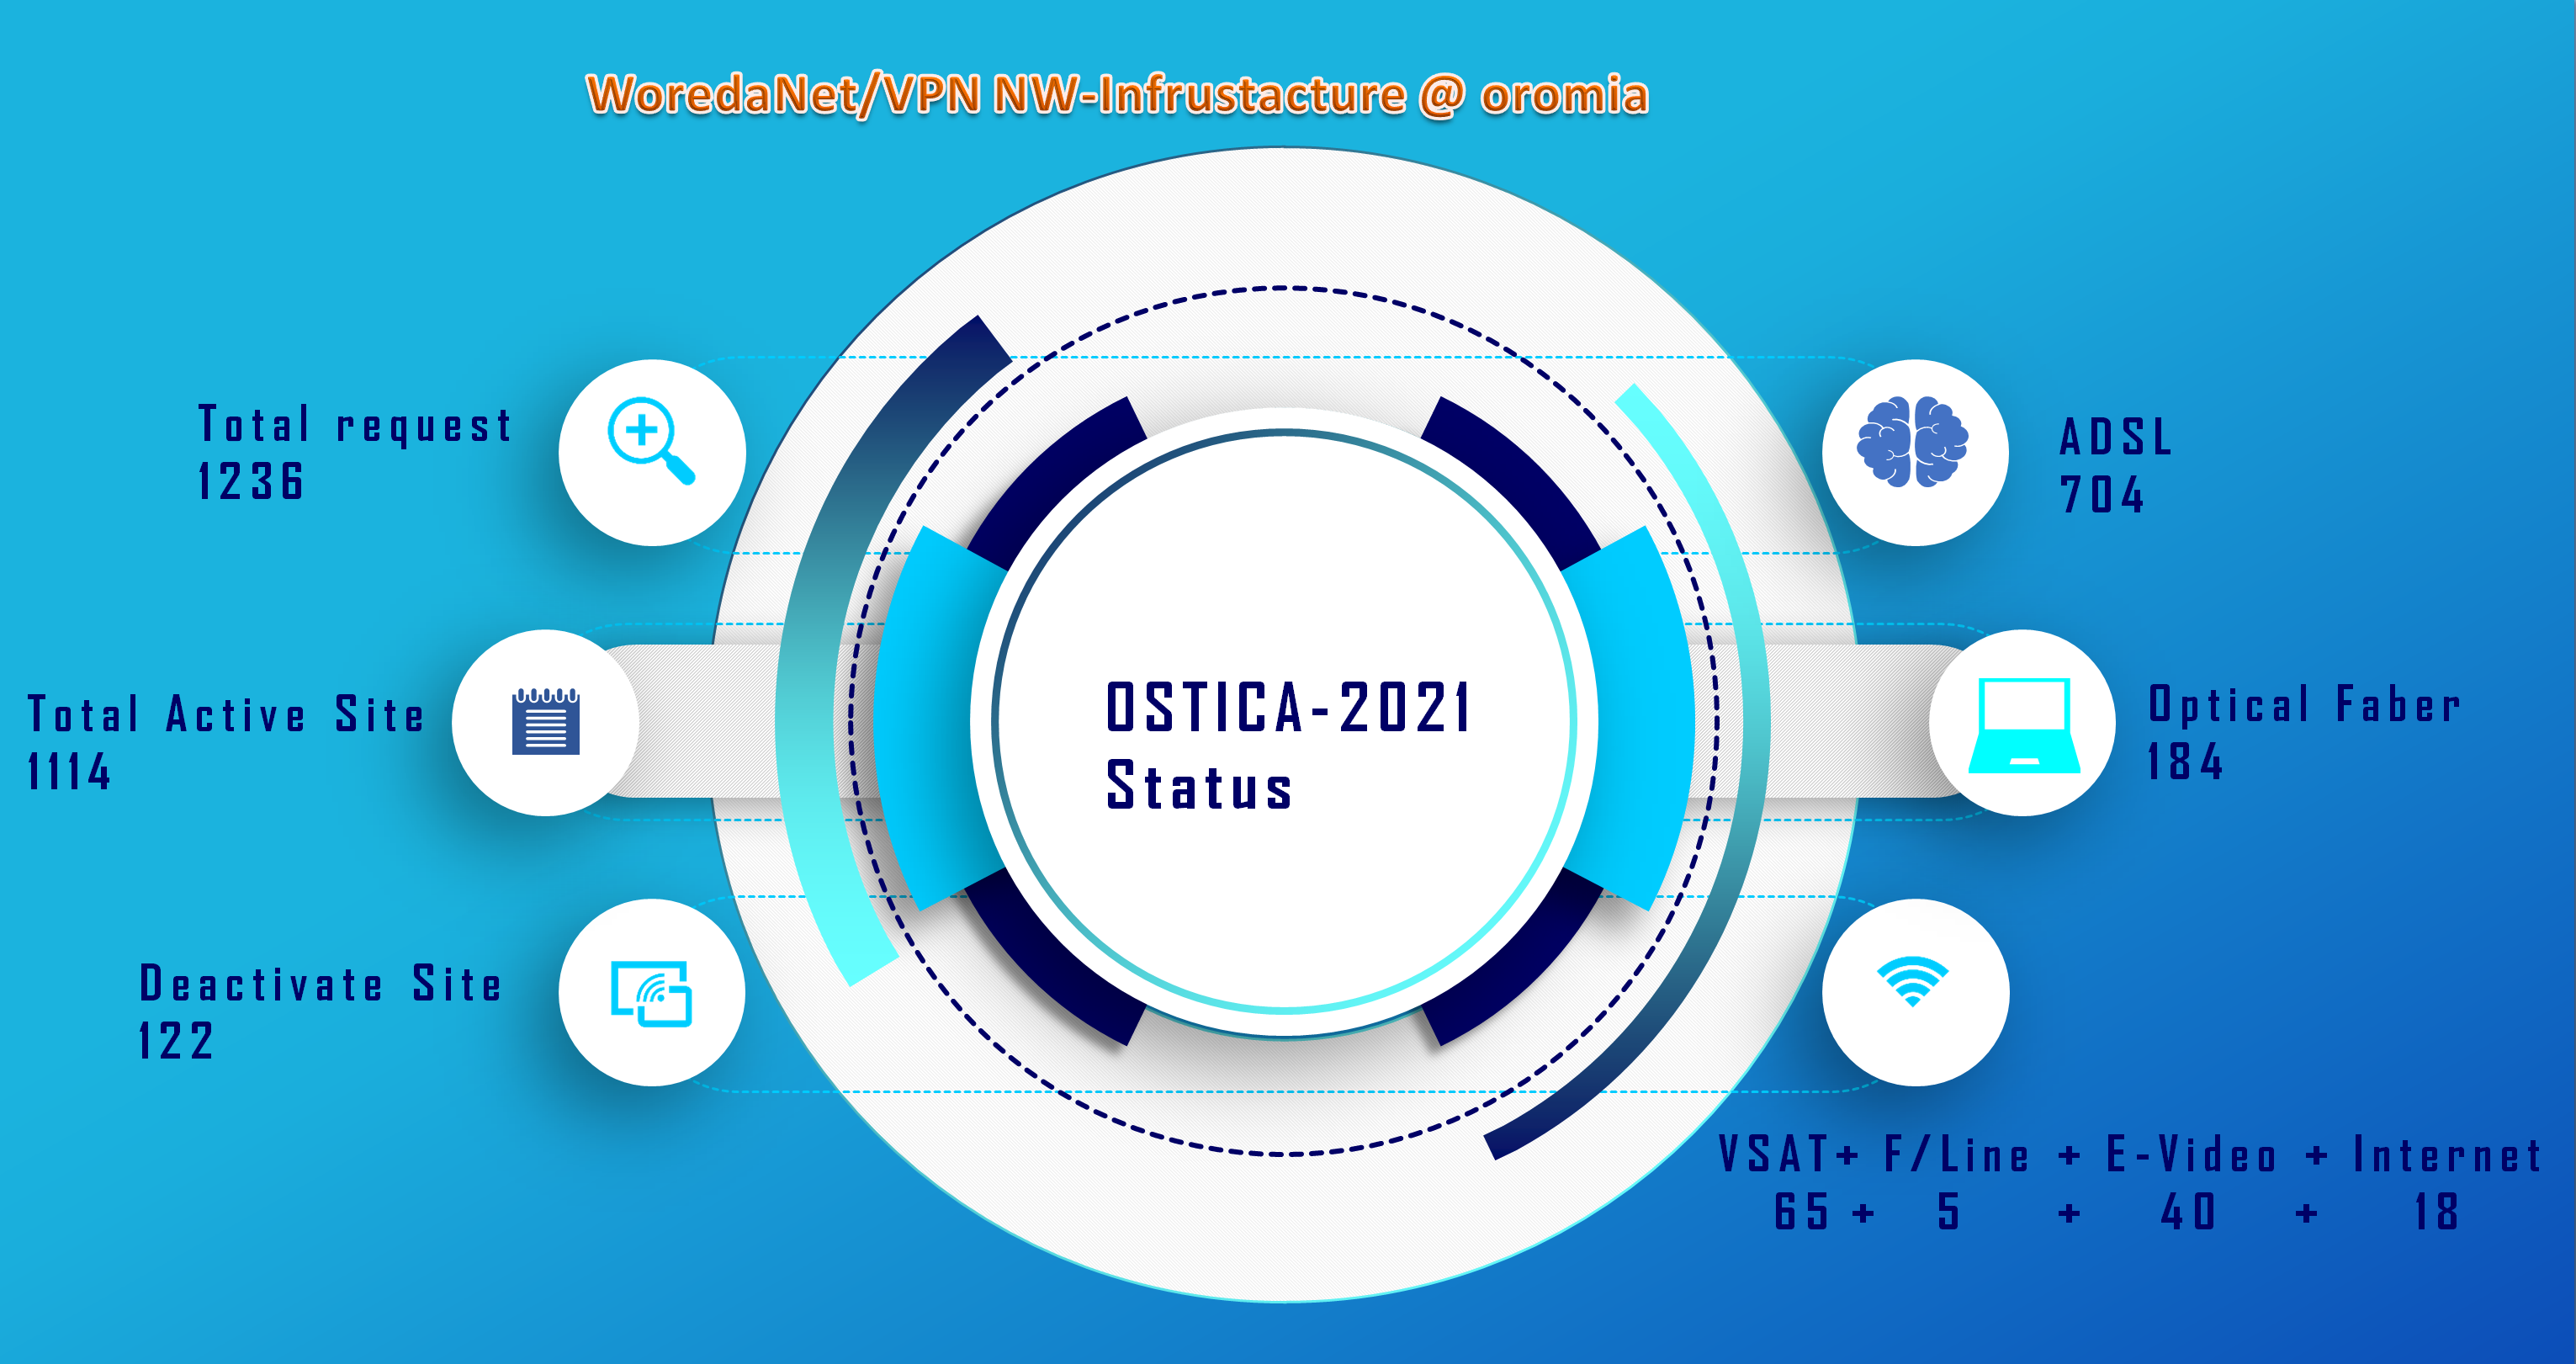 WoredaNet/VPN NW-Infrustacture @ oromia
Total request
1236
Total Active Site
1114
Deactivate Site
122
OSTICA-2021
Status
ADSL
704
Optical Faber
184
VSAT+ F/Line + E-Video + Internet
65 + 5 + 40 + 18